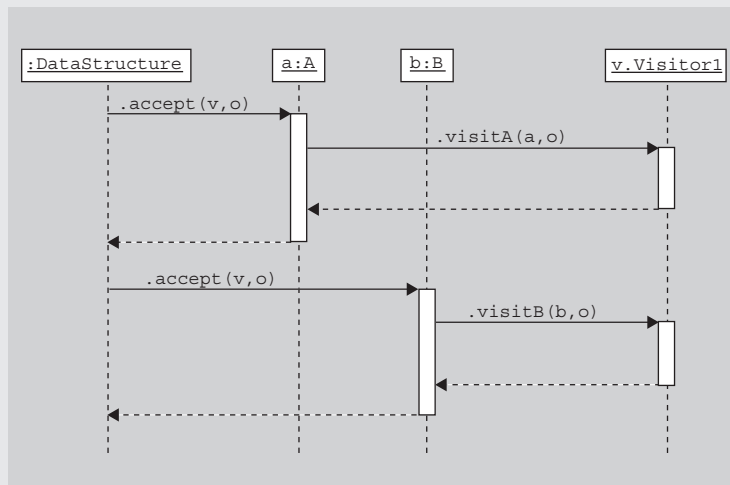 :DataStructure
a:A
b:B
v.Visitor1
.accept(v,o)
.visitA(a,o)
.accept(v,o)
.visitB(b,o)